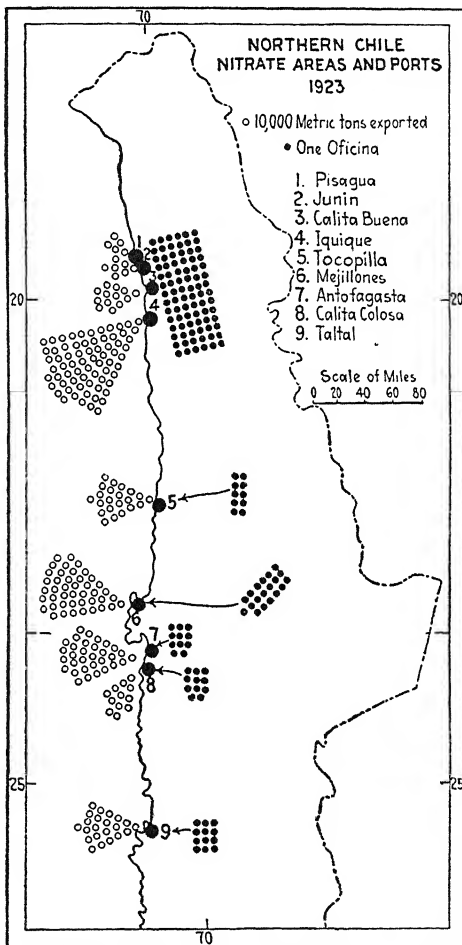 70
NORTHERN CHILE
NITRATE AREAS AND PORTS
1923
10,000 Metric tons exported
One Oficina
1. Pisagua
2. Junin
3. Calita Buena
4. Iquique
5. Tocopilla
6. Mejillones
7. Antofagasta
8. Calita Colosa
9. Taltal
Scale of Miles
0 20 40 60 80
1
2
3
4
20
20
5
6
7
8
25
25
9
70